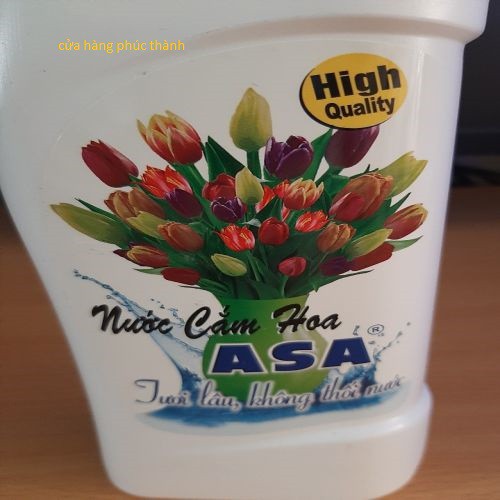 cửa hàng phúc thành
High
Quality
Nước Cắm Hoa
ASA ®
Tươi lâu, không thối nước